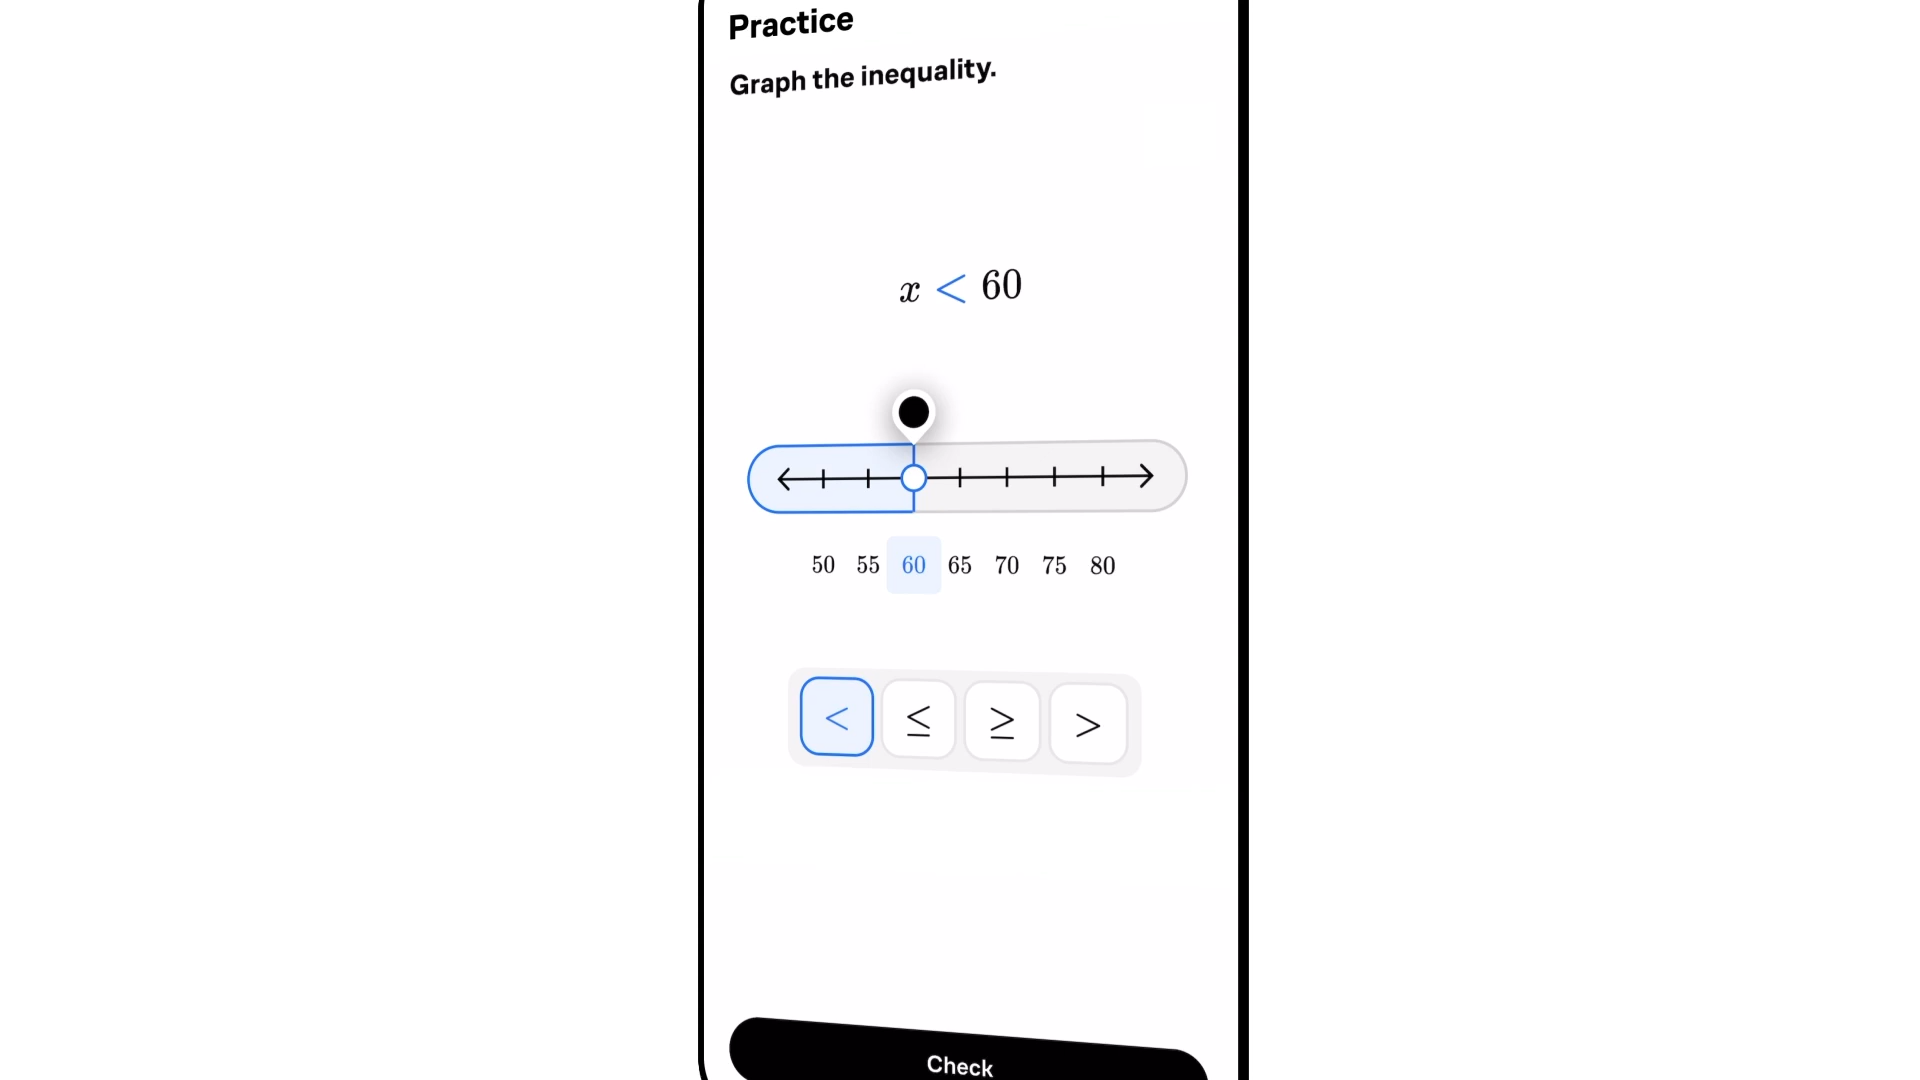 Practice
Graph the inequality.
x < 60
50 55 60 65 70 75 80
< ≤ ≥ >
Check